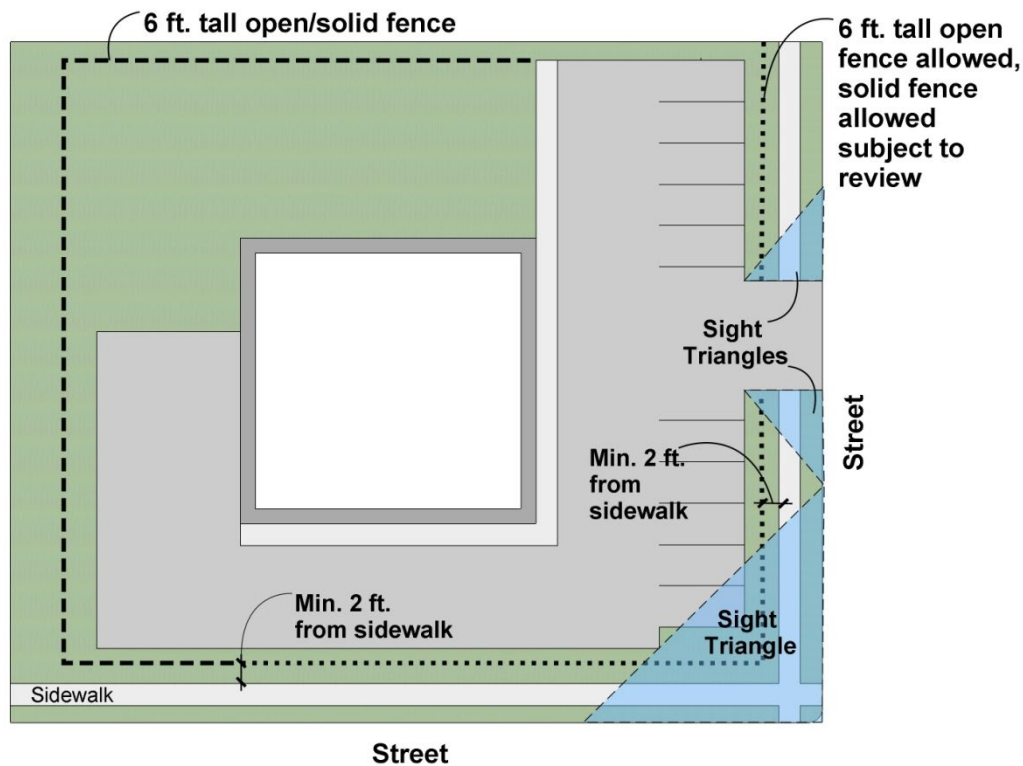 6 ft. tall open/solid fence
6 ft. tall open
fence allowed,
solid fence
allowed
subject to
review
Sight
Triangles
Street
Min. 2 ft.
from
sidewalk
Min. 2 ft.
from sidewalk
Sight
Triangle
Sidewalk
Street